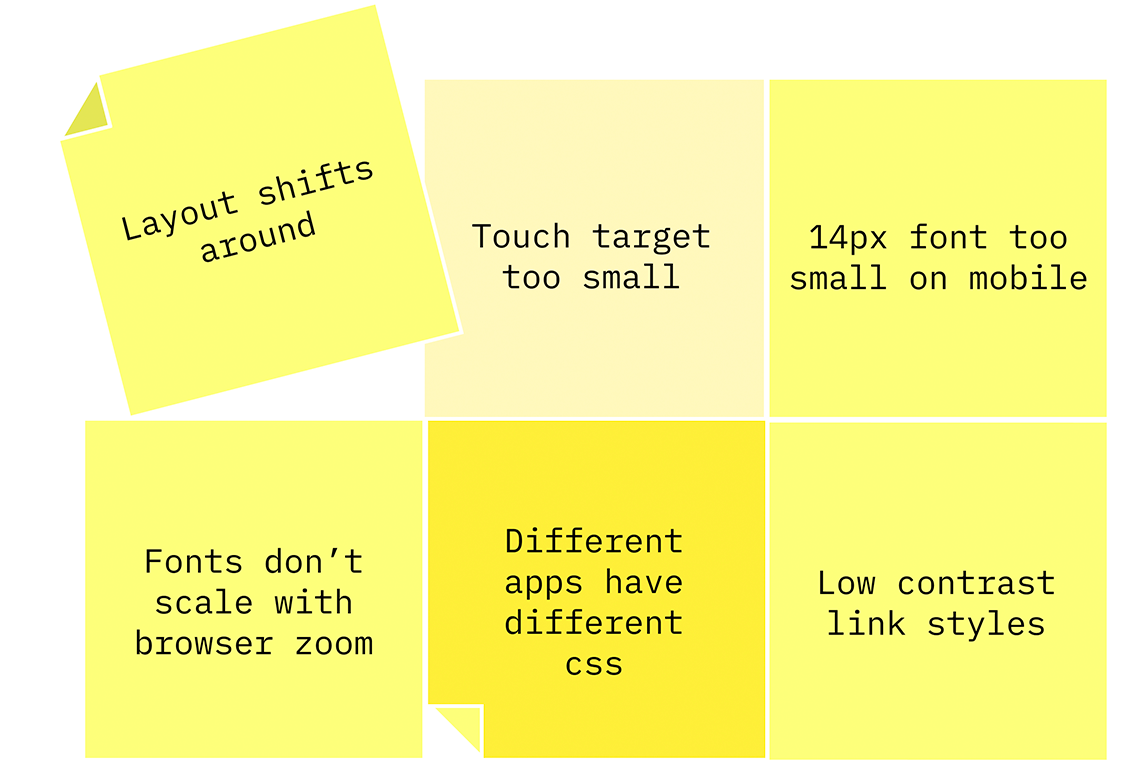 Layout shifts
around
Touch target
too small
14px font too
small on mobile
Fonts don’t
scale with
browser zoom
Different
apps have
different
css
Low contrast
link styles